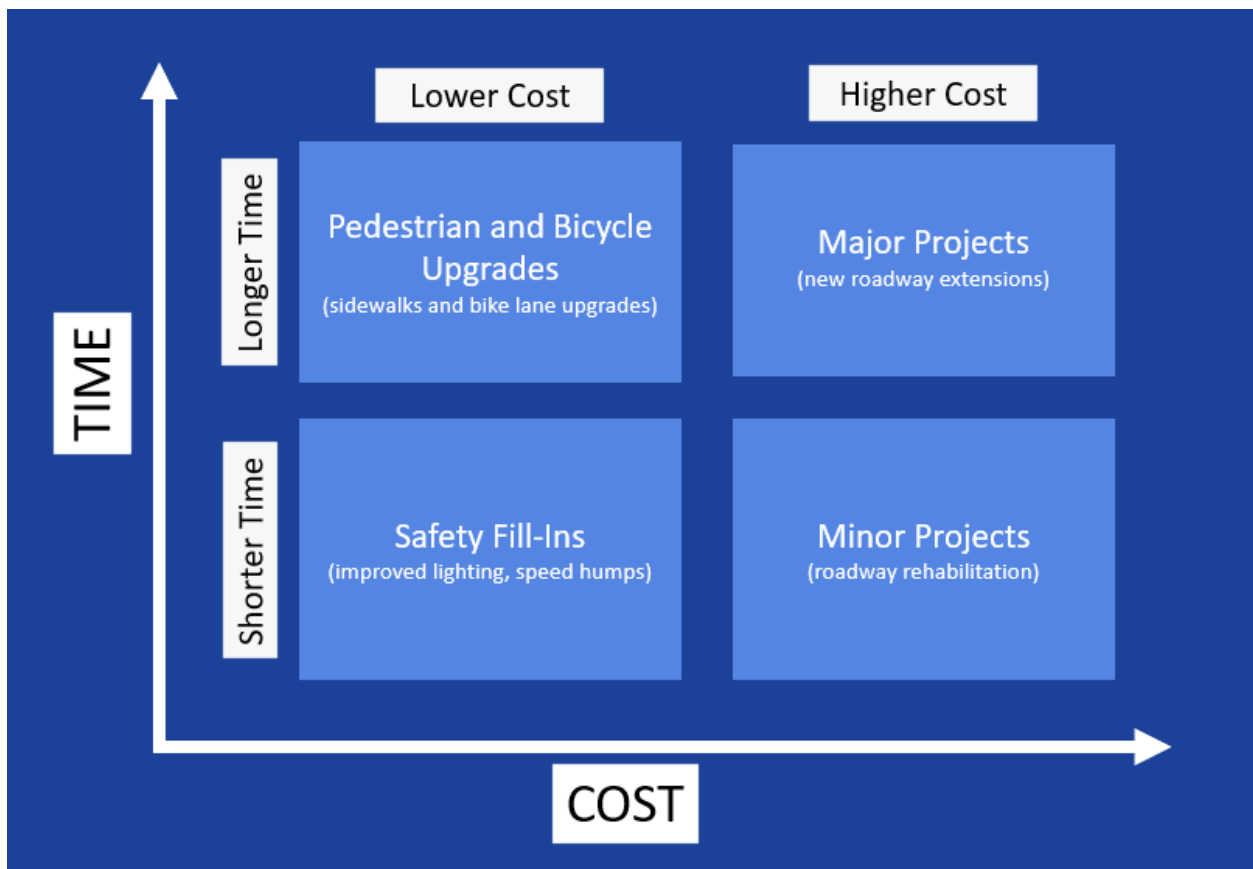 Lower Cost
Higher Cost
TIME
Longer Time
Pedestrian and Bicycle
Upgrades
(sidewalks and bike lane upgrades)
Major Projects
(new roadway extensions)
Shorter Time
Safety Fill-Ins
(improved lighting, speed humps)
Minor Projects
(roadway rehabilitation)
COST